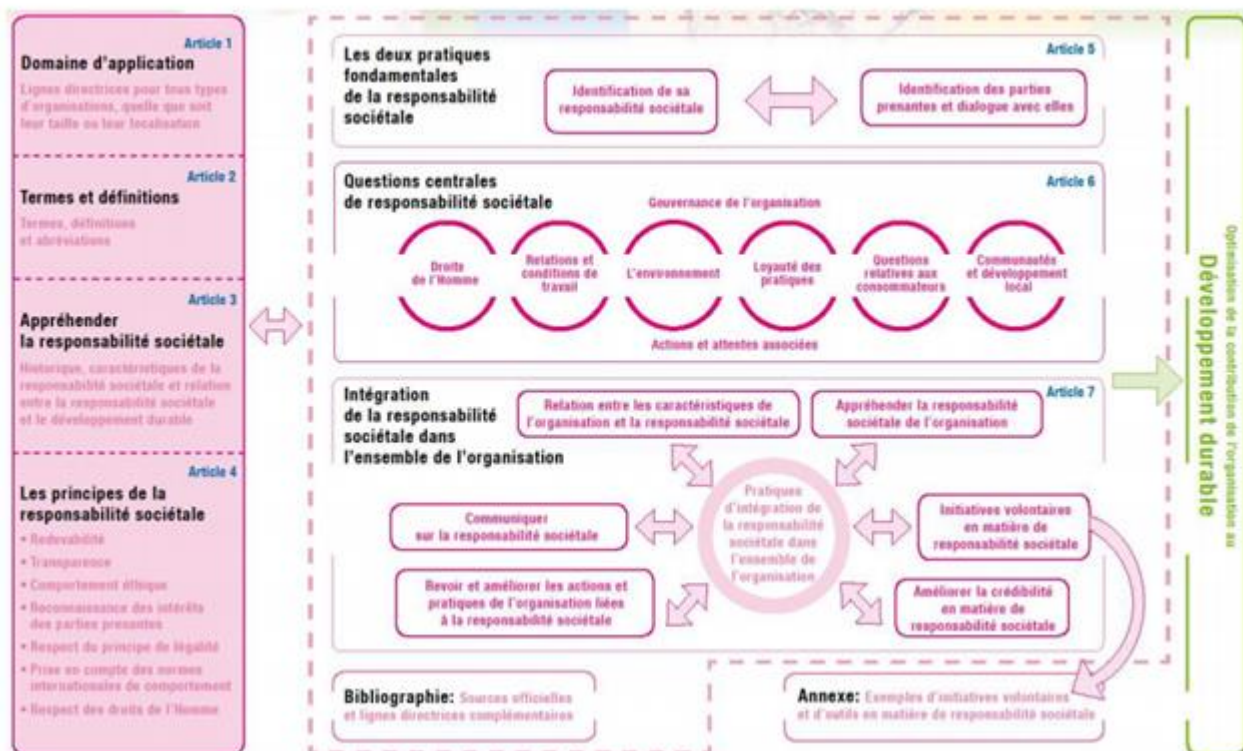 Article 1
Domaine d'application
Lignes directrices pour tous types
d'organisations, quelle que soit
leur taille ou leur localisation
Article 2
Termes et définitions
Termes, définitions
et abréviations
Article 3
Appréhender
la responsabilité sociétale
Historique, caractéristiques de la
responsabilité sociétale et relation
entre la responsabilité sociétale
et le développement durable
Article 4
Les principes de la
responsabilité sociétale
• Redevabilité
• Transparence
• Comportement éthique
• Reconnaissance des intérêts
des parties prenantes
• Respect du principe de légalité
• Prise en compte des normes
internationales de comportement
• Respect des droits de l'Homme
Article 5
Les deux pratiques
fondamentales
de la responsabilité
sociétale
Identification de sa
responsabilité sociétale
Identification des parties
prenantes et dialogue avec elles
Article 6
Questions centrales
de responsabilité sociétale
Gouvernance de l'organisation
Droits
de l'Homme
Relations et
conditions de
travail
L'environnement
Loyauté des
pratiques
Questions
relatives aux
consommateurs
Communautés
et développement
local
Actions et attentes associées
Article 7
Intégration
de la responsabilité
sociétale dans
l'ensemble de l'organisation
Relation entre les caractéristiques de
l'organisation et la responsabilité sociétale
Appréhender la responsabilité
sociétale de l'organisation
Communiquer
sur la responsabilité sociétale
Pratiques
d'intégration de
la responsabilité
sociétale dans
l'ensemble de
l'organisation
Initiatives volontaires
en matière de
responsabilité sociétale
Revoir et améliorer les actions et
pratiques de l'organisation liées
à la responsabilité sociétale
Améliorer la crédibilité
en matière de
responsabilité sociétale
Bibliographie: Sources officielles
et lignes directrices complémentaires
Annexe: Exemples d'initiatives volontaires
et d'outils en matière de responsabilité sociétale
Optimisation de la contribution de l'organisation au
Développement durable